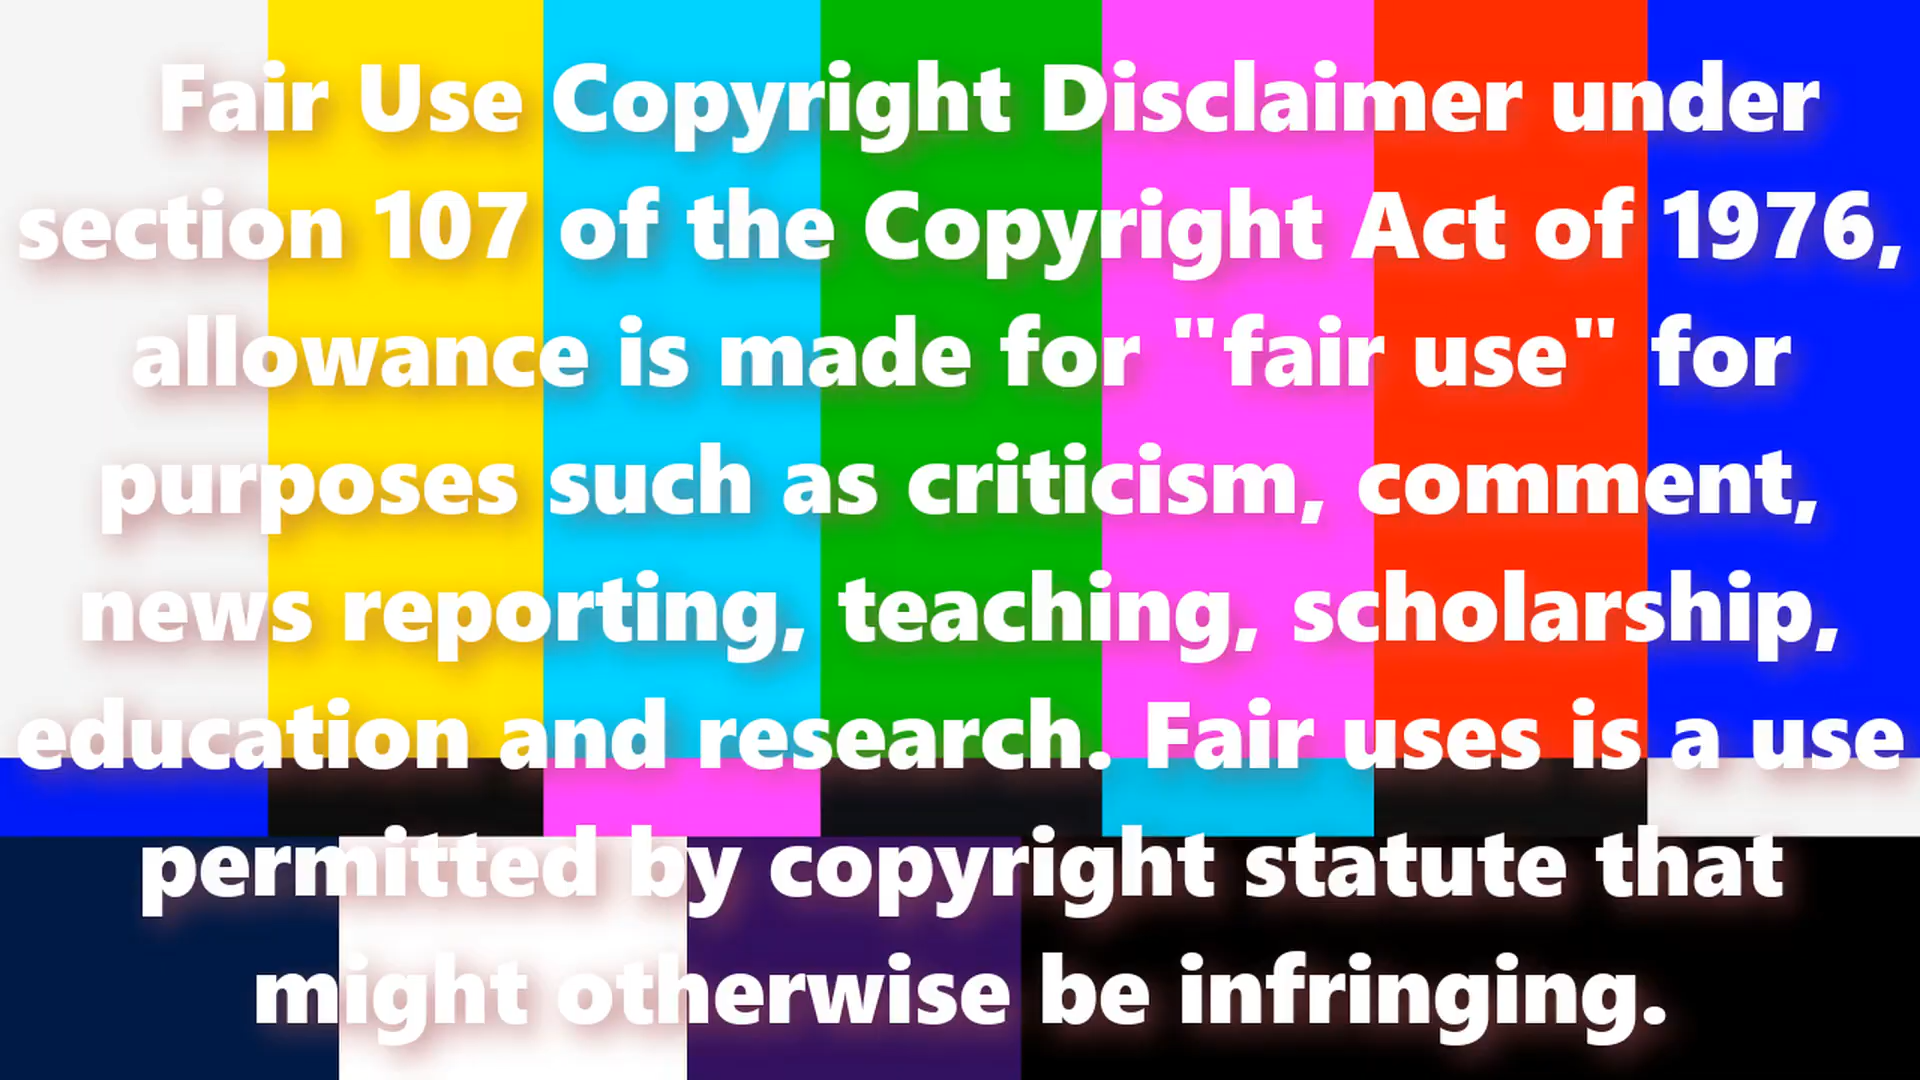 Fair Use Copyright Disclaimer under
section 107 of the Copyright Act of 1976,
allowance is made for "fair use" for
purposes such as criticism, comment,
news reporting, teaching, scholarship,
education and research. Fair uses is a use
permitted by copyright statute that
might otherwise be infringing.